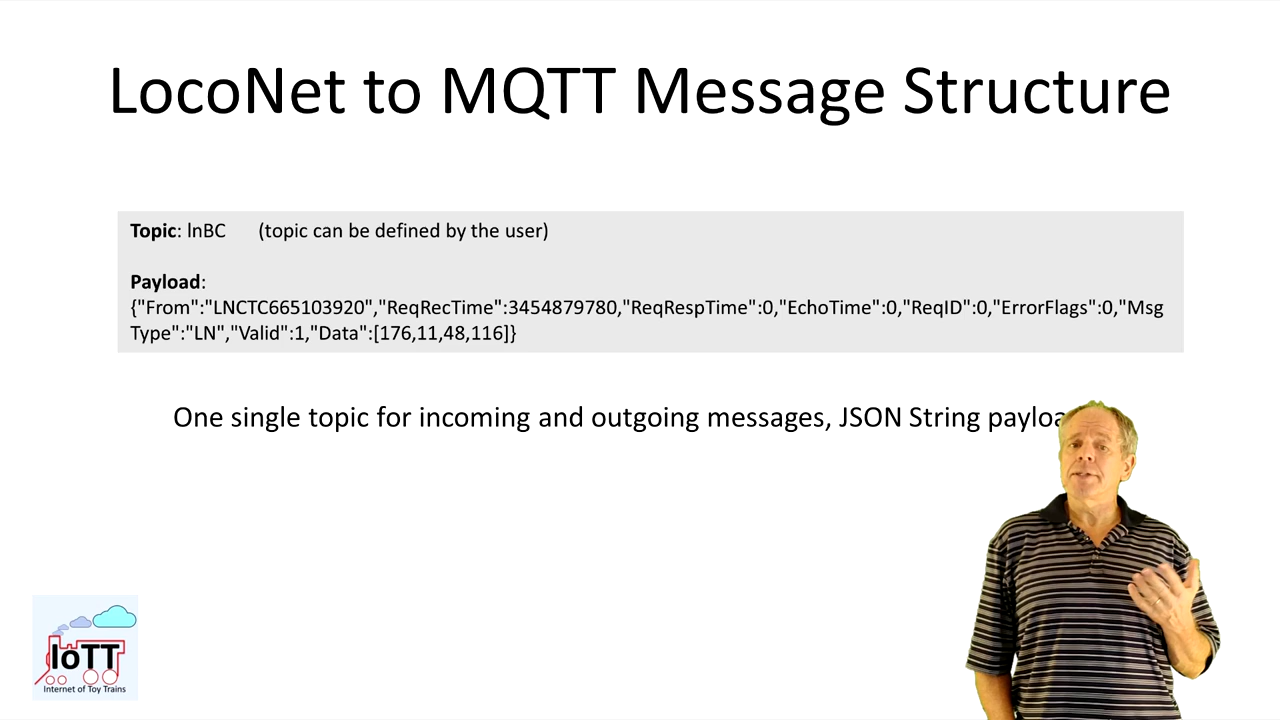 LocoNet to MQTT Message Structure
Topic: lnBC (topic can be defined by the user)
Payload:
{"From":"LNCTC665103920","ReqRecTime":3454879780,"ReqRespTime":0,"EchoTime":0,"ReqID":0,"ErrorFlags":0,"Msg
Type":"LN","Valid":1,"Data":[176,11,48,116]}
One single topic for incoming and outgoing messages, JSON String
IoTT
Internet of Toy Trains